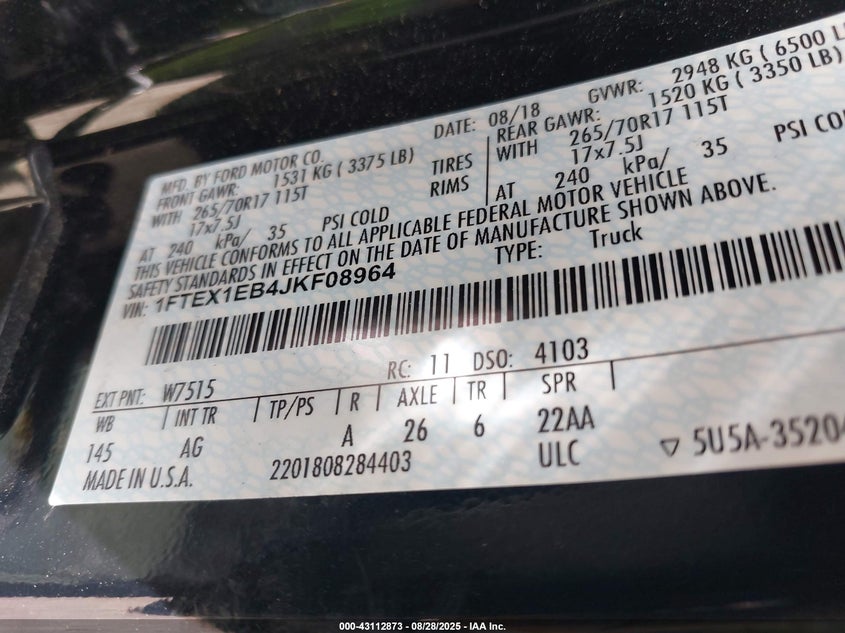 MFD. BY FORD MOTOR CO.
DATE: 08/18
GVWR: 2948 KG ( 6500
FRONT GAWR: 1531 KG ( 3375 LB)
REAR GAWR: 1520 KG ( 3350 LB)
WITH 265/70R17 115T
TIRES
WITH 265/70R17 115T
17x7.5J
RIMS
17x7.5J
AT 240 kPa/ 35 PSI COLD
AT 240 kPa/ 35 PSI
THIS VEHICLE CONFORMS TO ALL APPLICABLE FEDERAL MOTOR VEHICLE
SAFETY STANDARDS IN EFFECT ON THE DATE OF MANUFACTURE SHOWN ABOVE.
VIN: 1FTEX1EB4JKF08964
TYPE: Truck
EXT PNT: W7515
RC: 11 DSO: 4103
WB | INT TR | TP/PS | R | AXLE | TR | SPR |
145 AG A 26 6 22AA
MADE IN U.S.A. 2201808284403 ULC ▽ 5U5A-3520
000-43112873 - 08/28/2025 - IAA Inc.